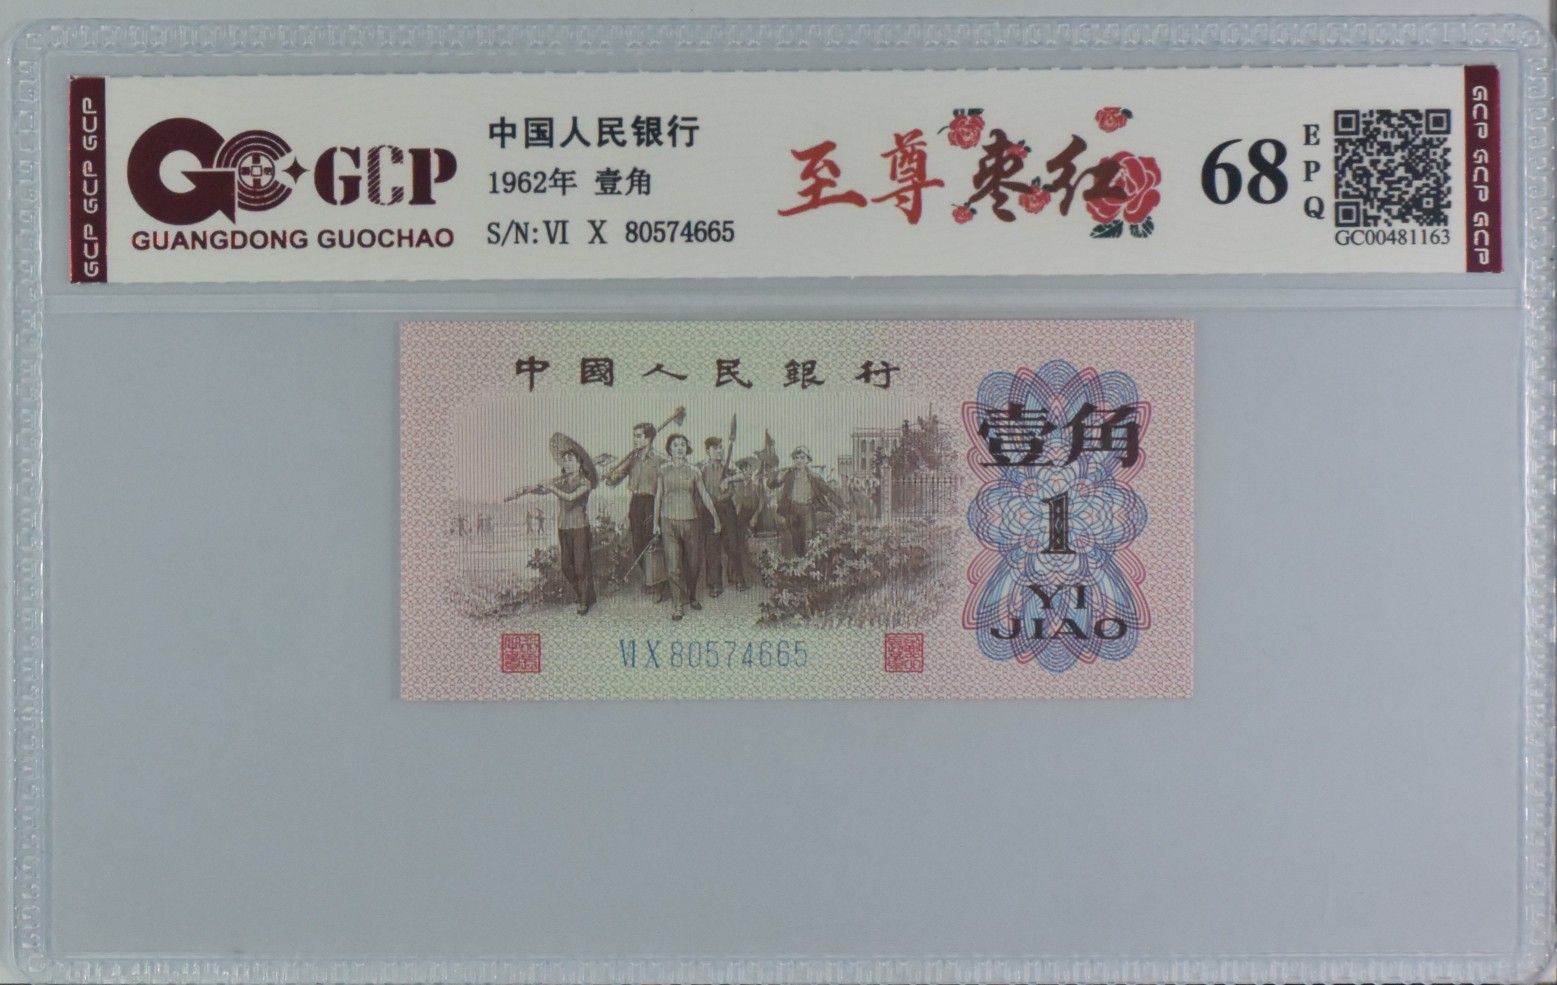 GCP GCP GCP
GCP
GUANGDONG GUOCHAO
中国人民银行
1962年 壹角
S/N: VI X 80574665
至尊枣红
68
EPQ
GC00481163
GCP GCP GCP
中國人民銀行
壹角
1
YI
JIAO
VI X 80574665